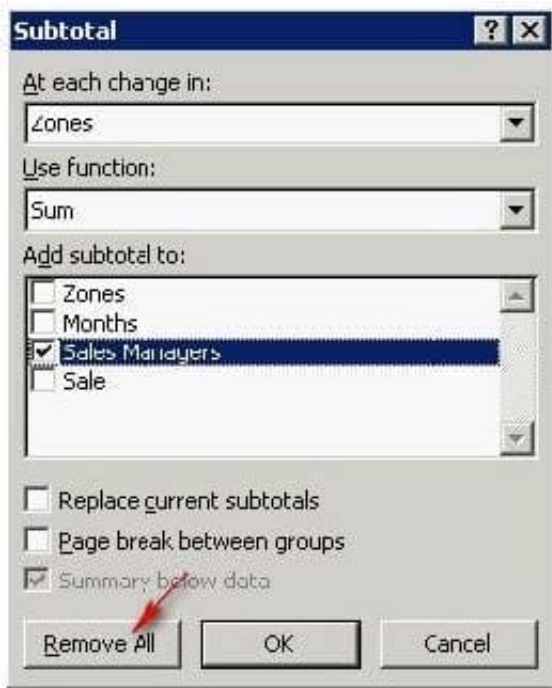 Subtotal
At each change in:
Zones
Use function:
Sum
Add subtotal to:
Zones
Months
Sales Managers
Sale
Replace current subtotals
Page break between groups
Summary below data
Remove All
OK
Cancel